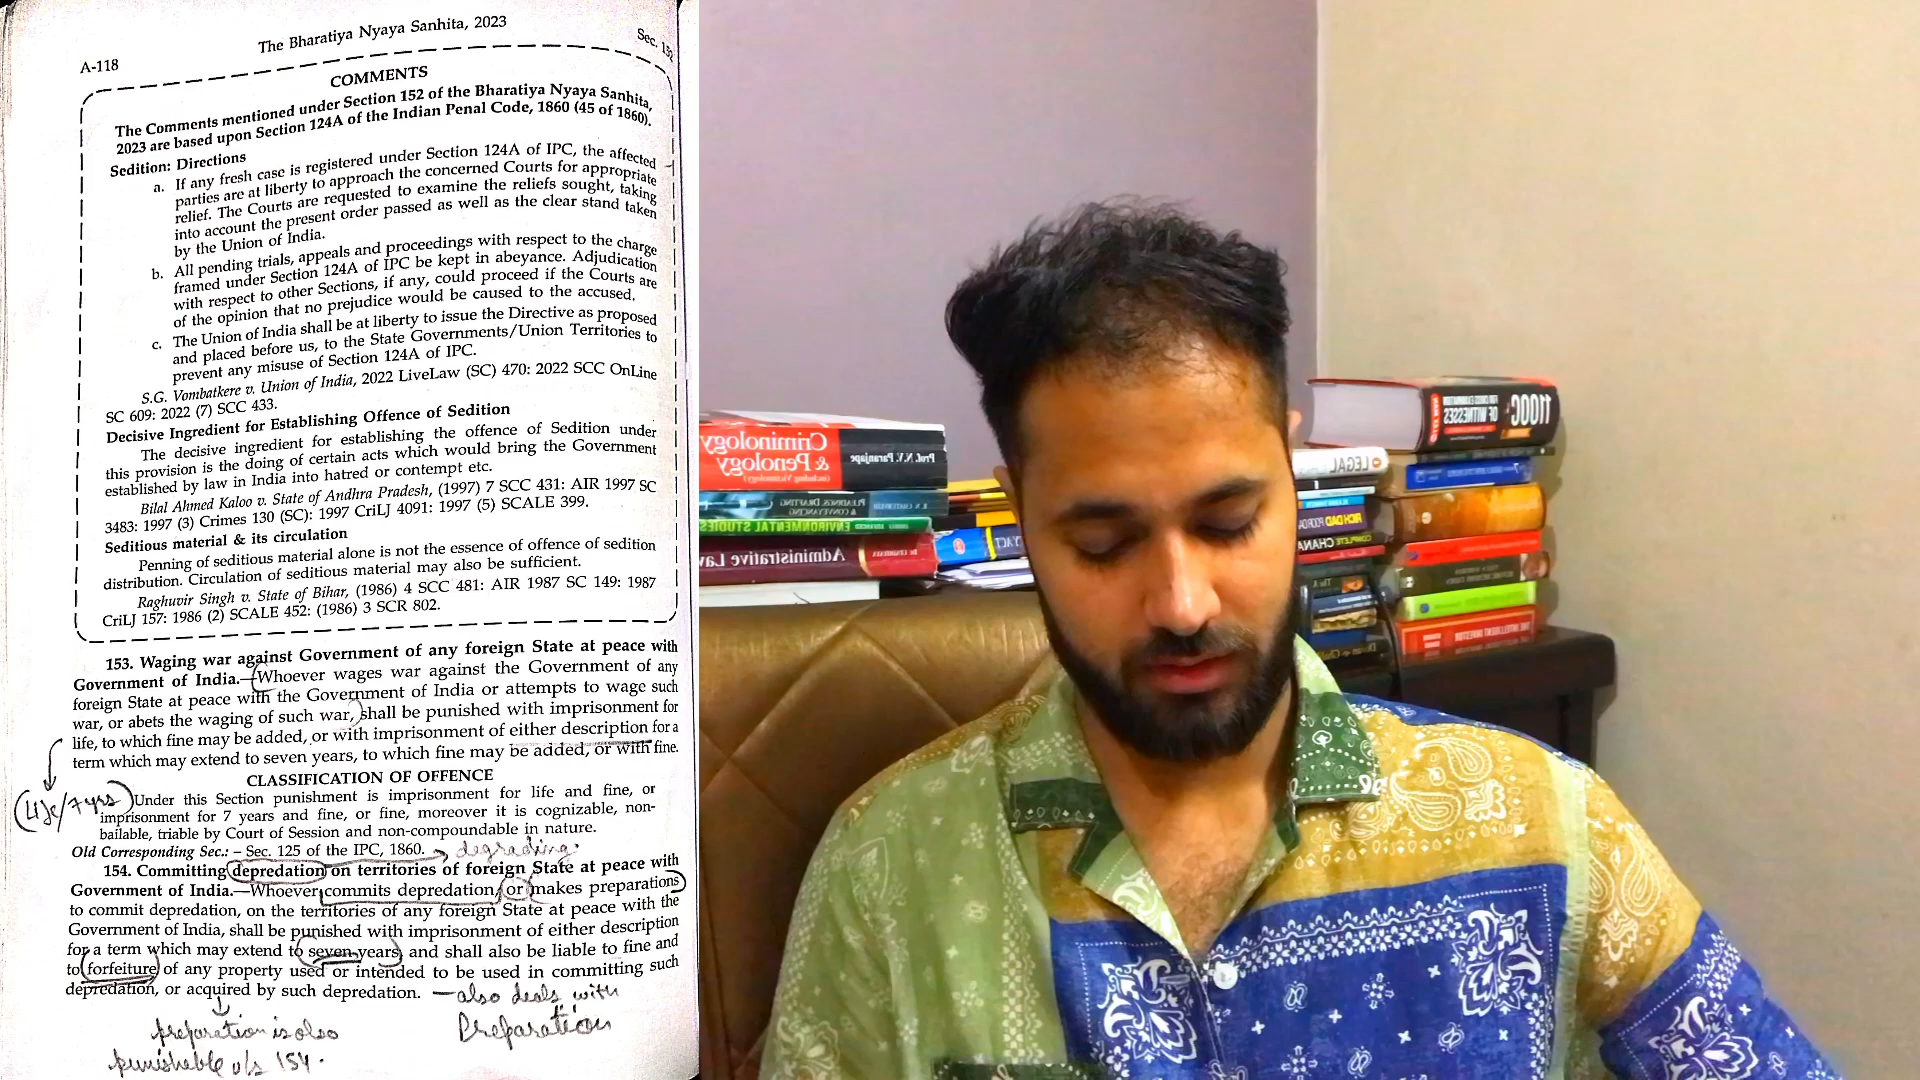 The Bharatiya Nyaya Sanhita, 2023
A-118
COMMENTS
The Comments mentioned under Section 152 of the Bharatiya Nyaya Sanhita,
2023 are based upon Section 124A of the Indian Penal Code, 1860 (45 of 1860).
Sedition: Directions
a. If any fresh case is registered under Section 124A of IPC, the affected
parties are at liberty to approach the concerned Courts for appropriate
relief. The Courts are requested to examine the reliefs sought, taking
into account the present order passed as well as the clear stand taken
by the Union of India.
b. All pending trials, appeals and proceedings with respect to the charge
framed under Section 124A of IPC be kept in abeyance. Adjudication
with respect to other Sections, if any, could proceed if the Courts are
of the opinion that no prejudice would be caused to the accused.
c. The Union of India shall be at liberty to issue the Directive as proposed
and placed before us, to the State Governments/Union Territories to
prevent any misuse of Section 124A of IPC.
S.G. Vombatkere v. Union of India, 2022 LiveLaw (SC) 470: 2022 SCC OnLine
SC 609: 2022 (7) SCC 433.
Decisive Ingredient for Establishing Offence of Sedition
The decisive ingredient for establishing the offence of Sedition under
this provision is the doing of certain acts which would bring the Government
established by law in India into hatred or contempt etc.
Bilal Ahmed Kaloo v. State of Andhra Pradesh, (1997) 7 SCC 431: AIR 1997 SC
3483: 1997 (3) Crimes 130 (SC): 1997 CriLJ 4091: 1997 (5) SCALE 399.
Seditious material & its circulation
Penning of seditious material alone is not the essence of offence of sedition
distribution. Circulation of seditious material may also be sufficient.
Raghuvir Singh v. State of Bihar, (1986) 4 SCC 481: AIR 1987 SC 149: 1987
CriLJ 157: 1986 (2) SCALE 452: (1986) 3 SCR 802.
153. Waging war against Government of any foreign State at peace with
Government of India.—Whoever wages war against the Government of any
foreign State at peace with the Government of India or attempts to wage such
war, or abets the waging of such war, shall be punished with imprisonment for
life, to which fine may be added, or with imprisonment of either description for a
term which may extend to seven years, to which fine may be added, or with fine.
CLASSIFICATION OF OFFENCE
(Life/7yrs)
Under this Section punishment is imprisonment for life and fine, or
imprisonment for 7 years and fine, or fine, moreover it is cognizable, non-
bailable, triable by Court of Session and non-compoundable in nature.
Old Corresponding Sec.: – Sec. 125 of the IPC, 1860.
degrading
154. Committing depredation on territories of foreign State at peace with
Government of India.—Whoever commits depredation, or makes preparations
to commit depredation, on the territories of any foreign State at peace with the
Government of India, shall be punished with imprisonment of either description
for a term which may extend to seven years, and shall also be liable to fine and
to forfeiture of any property used or intended to be used in committing such
depredation, or acquired by such depredation.
— also deals with
Preparation
preparation is also
punishable u/s 154.
Criminology
& Penology
(Including Victimology)
Prof. N.V. Paranjape
PLEADINGS, DRAFTING
& CONVEYANCING
ENVIRONMENTAL STUDIES
Administrative Law
LEGAL
OF WITNESSES
RICH DAD POOR DAD
COMPLETE CHANA
THE INTELLIGENT INVESTOR